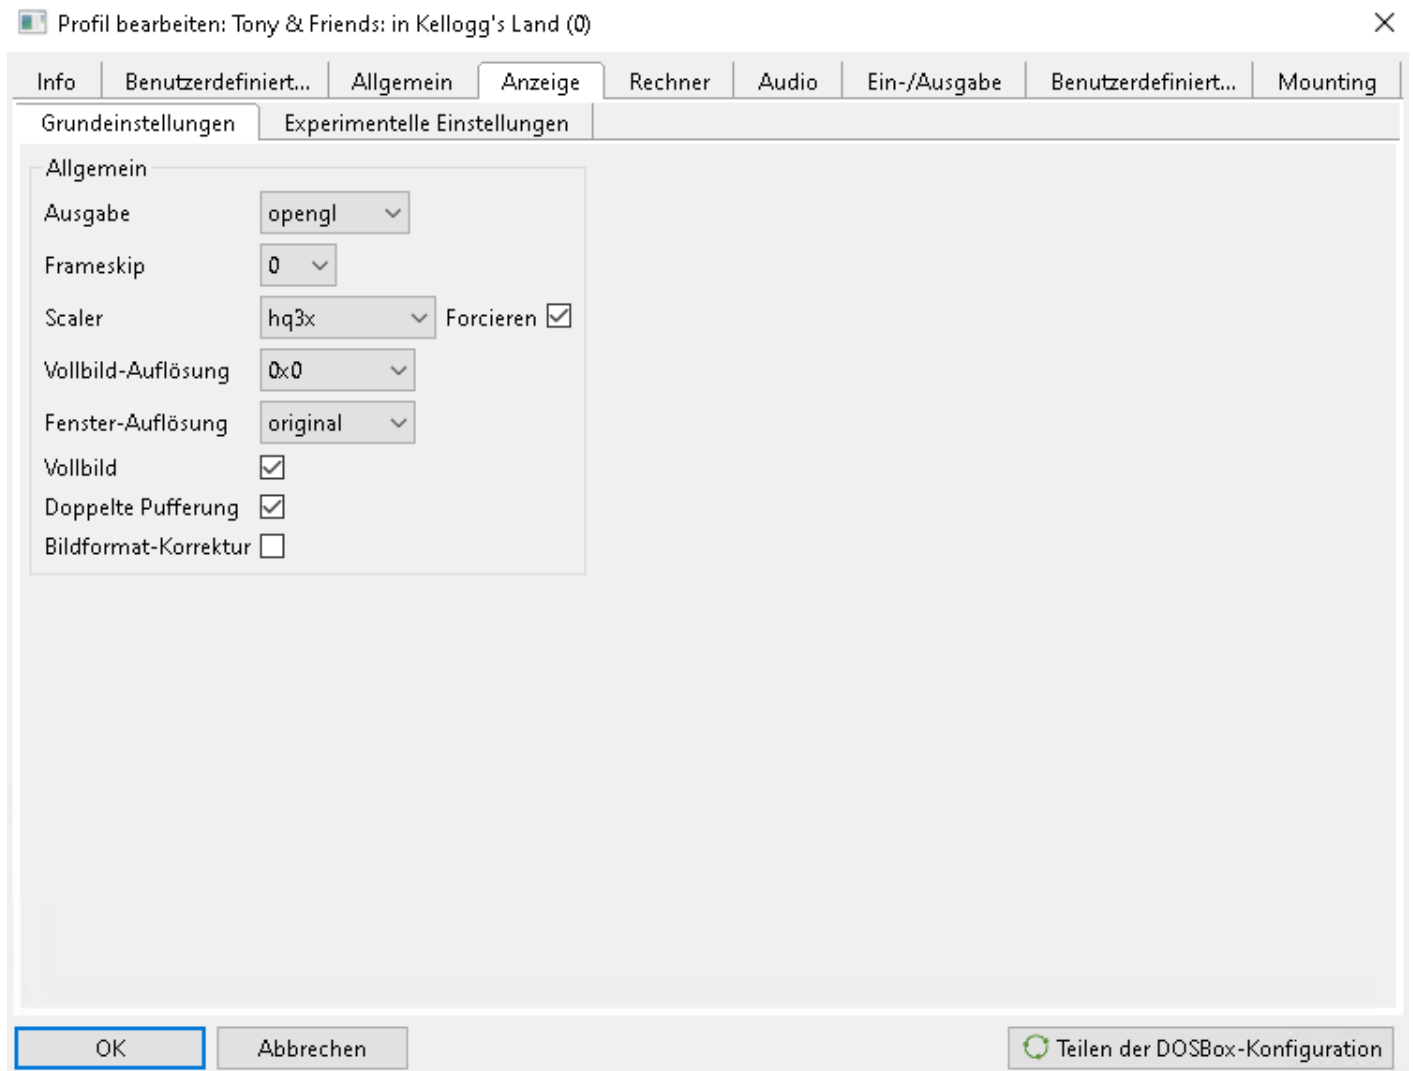 Profil bearbeiten: Tony & Friends: in Kellogg's Land (0)
Info Benutzerdefiniert... Allgemein Anzeige Rechner Audio Ein-/Ausgabe Benutzerdefiniert... Mounting
Grundeinstellungen Experimentelle Einstellungen
Allgemein
Ausgabe opengl
Frameskip 0
Scaler hq3x Forcieren
Vollbild-Auflösung 0x0
Fenster-Auflösung original
Vollbild
Doppelte Pufferung
Bildformat-Korrektur
OK Abbrechen Teilen der DOSBox-Konfiguration